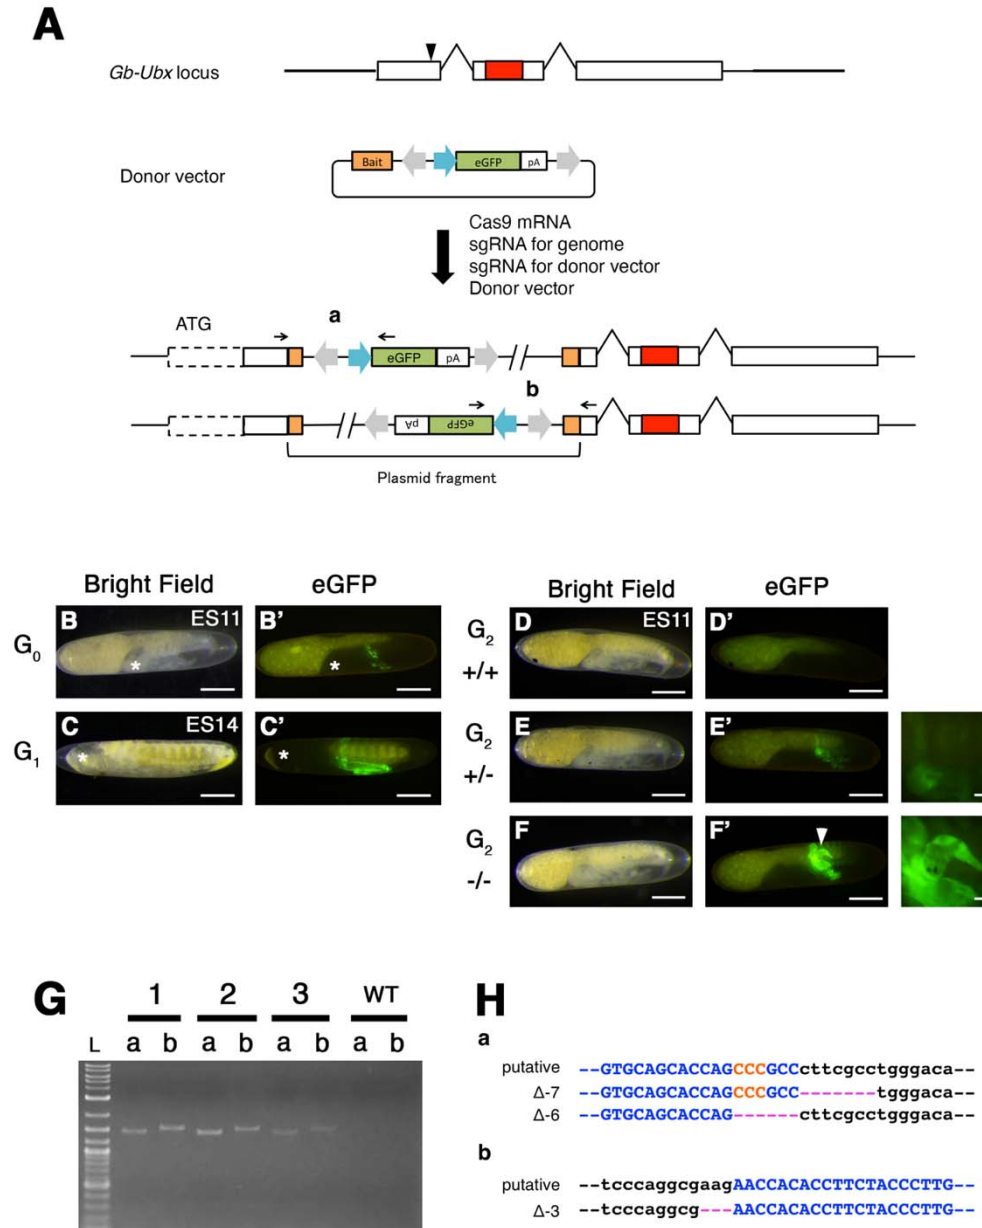 A
Gb-Ubx locus
Donor vector
Bait eGFP pA
Cas9 mRNA
sgRNA for genome
sgRNA for donor vector
Donor vector
a
ATG
eGFP pA
b
pA eGFP
Plasmid fragment
Bright Field eGFP
G0
B ES11 * B' *
G1
C ES14 * C' *
Bright Field eGFP
G2 +/+
D ES11 D'
G2 +/-
E E'
G2 -/-
F F'
G
1 2 3 WT
L a b a b a b a b
H
a
putative --GTGCAGCACCAGCCCGCCcttcgcctgggaca--
Δ-7 --GTGCAGCACCAGCCCGCC-------tgggaca--
Δ-6 --GTGCAGCACCAG------cttcgcctgggaca--
b
putative --tcccaggcgaagAACCACACCTTCTACCCTTG--
Δ-3 --tcccaggcg---AACCACACCTTCTACCCTTG--